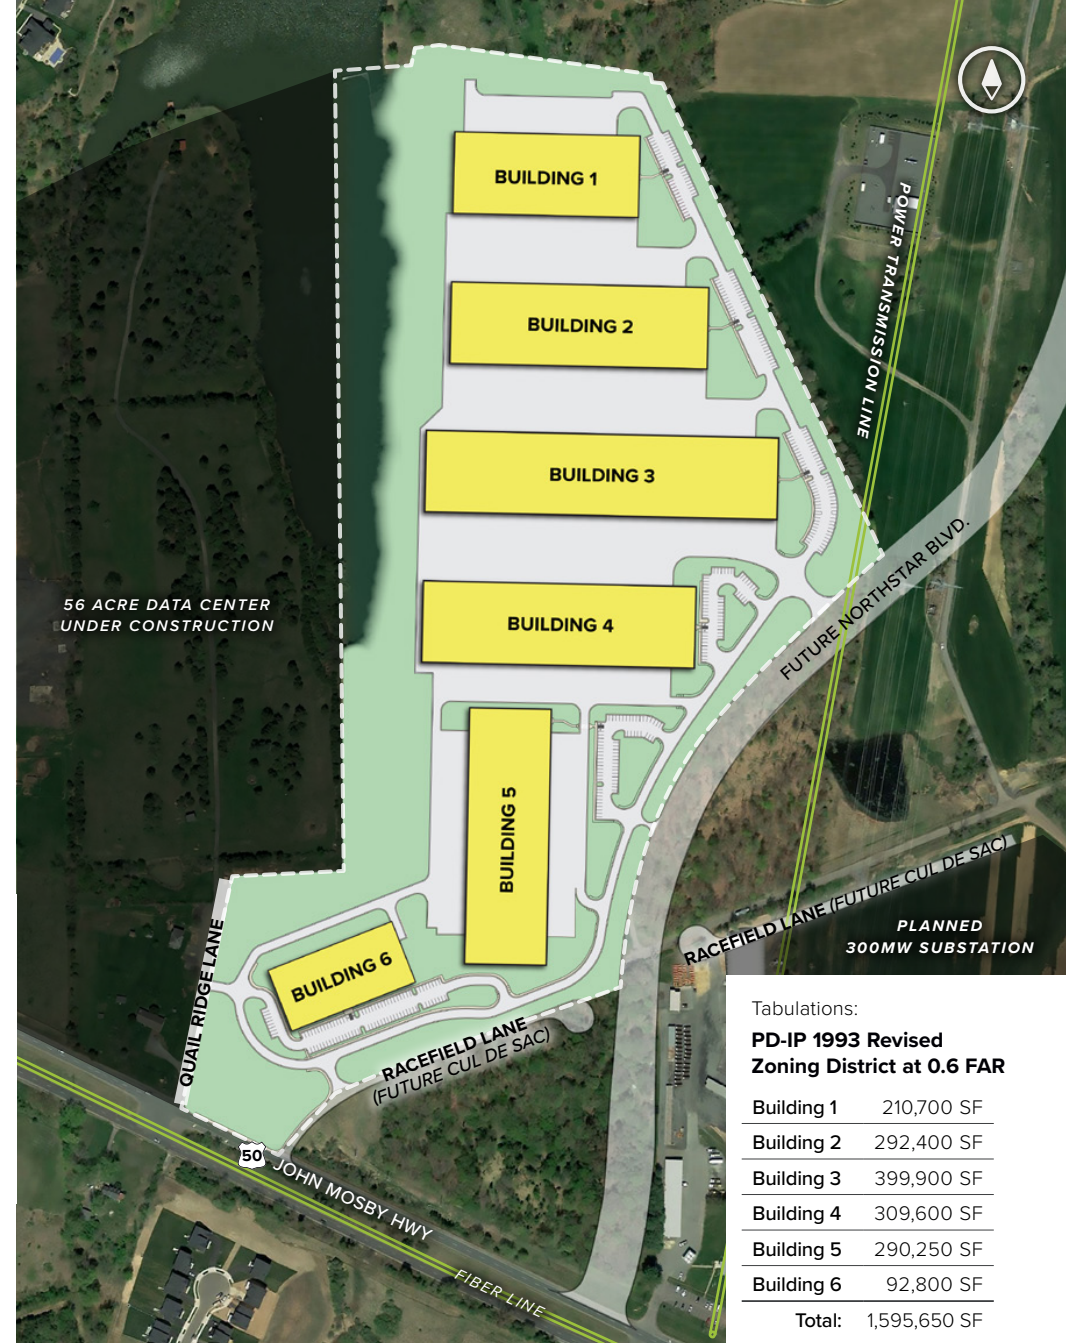 BUILDING 1
BUILDING 2
BUILDING 3
BUILDING 4
BUILDING 5
BUILDING 6
POWER TRANSMISSION LINE
56 ACRE DATA CENTER
UNDER CONSTRUCTION
FUTURE NORTHSTAR BLVD.
QUAIL RIDGE LANE
RACEFIELD LANE (FUTURE CUL DE SAC)
PLANNED
300MW SUBSTATION
RACEFIELD LANE
(FUTURE CUL DE SAC)
50
JOHN MOSBY HWY
FIBER LINE
Tabulations:
PD-IP 1993 Revised
Zoning District at 0.6 FAR
Building 1 210,700 SF
Building 2 292,400 SF
Building 3 399,900 SF
Building 4 309,600 SF
Building 5 290,250 SF
Building 6 92,800 SF
Total: 1,595,650 SF